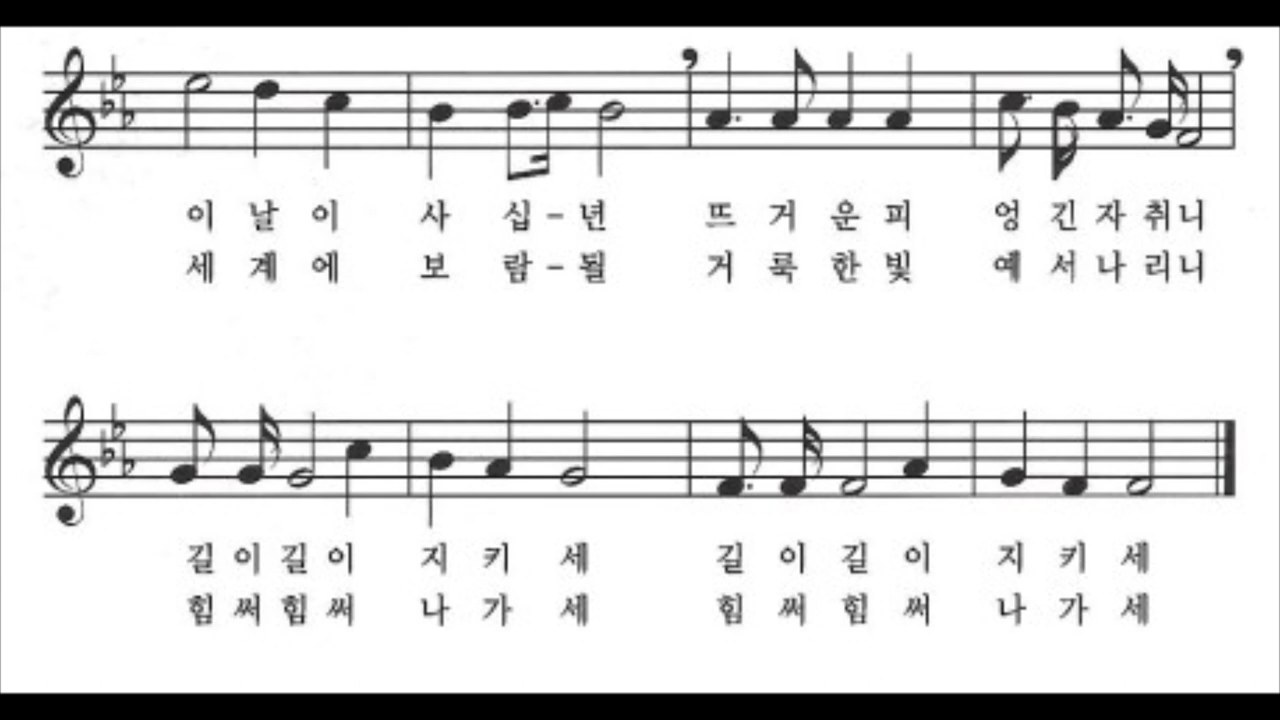 이 날 이 사 십 - 년 뜨 거 운 피 엉 긴 자 취 니
세 계 에 보 람 - 될 거 룩 한 빛 예 서 나 리 니
길 이 길 이 지 키 세 길 이 길 이 지 키 세
힘 써 힘 써 나 가 세 힘 써 힘 써 나 가 세